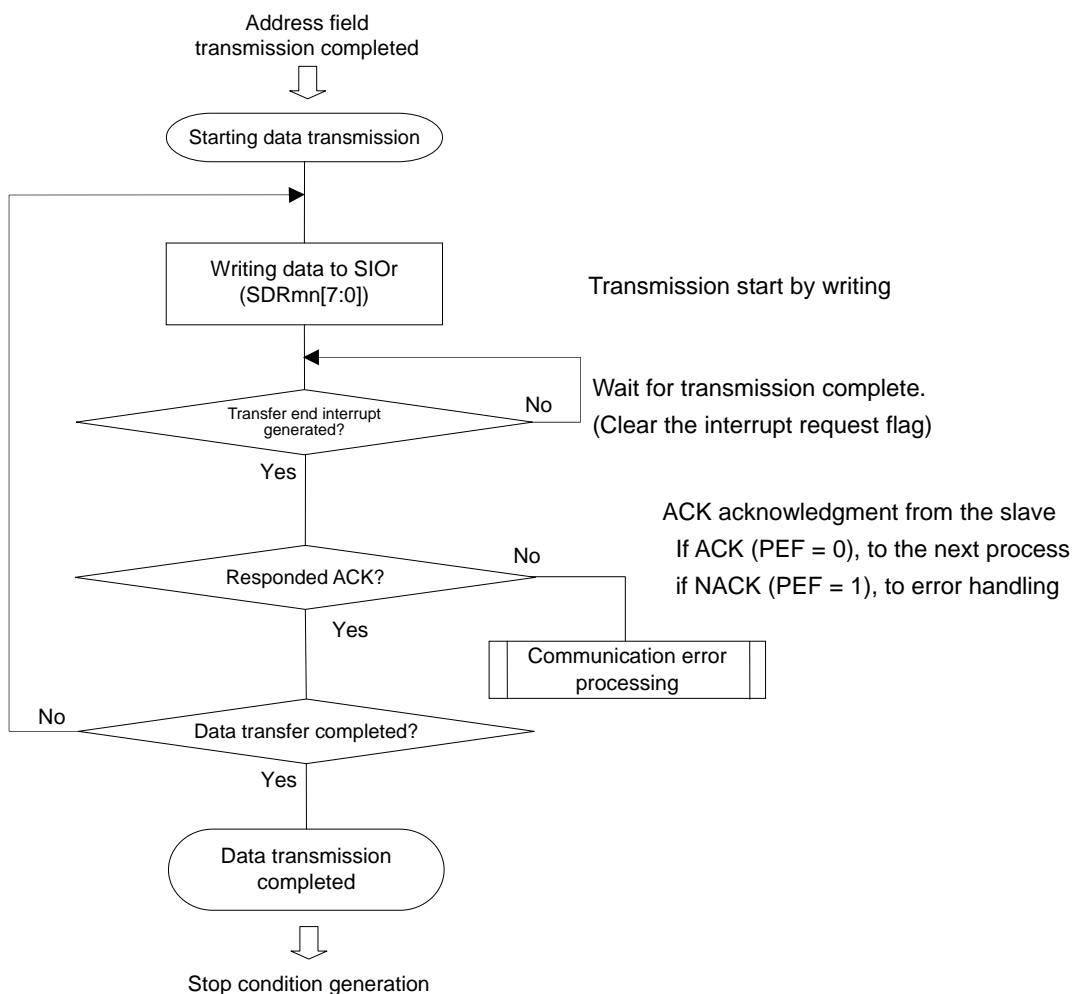 Address field
transmission completed
Starting data transmission
Writing data to SIOr
(SDRmn[7:0])
Transmission start by writing
Wait for transmission complete.
(Clear the interrupt request flag)
Transfer end interrupt
generated?
No
Yes
ACK acknowledgment from the slave
If ACK (PEF = 0), to the next process
if NACK (PEF = 1), to error handling
Responded ACK?
No
Yes
Communication error
processing
Data transfer completed?
No
Yes
Data transmission
completed
Stop condition generation